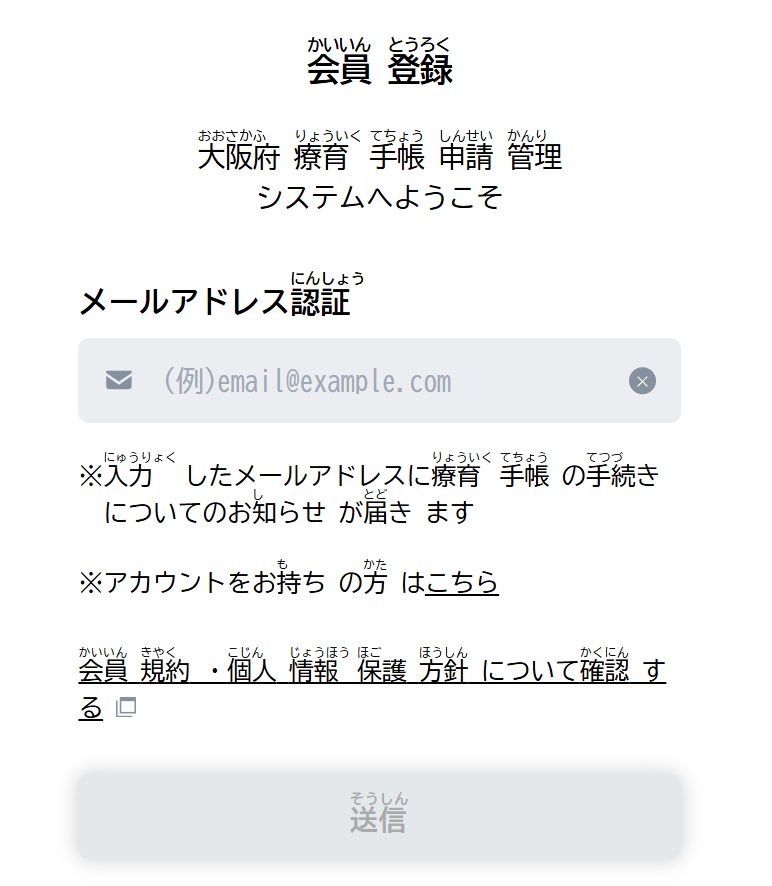 かいいん とうろく
会員 登録
おおさかふ りょういく てちょう しんせい かんり
大阪府 療育 手帳 申請 管理
システムへようこそ
にんしょう
メールアドレス認証
(例)email@example.com
にゅうりょく りょういく てちょう てつづ
※入力 したメールアドレスに療育 手帳 の手続き
し とど
についてのお知らせ が届き ます
も かた
※アカウントをお持ち の方 はこちら
かいいん きやく こじん じょうほう ほご ほうしん かくにん
会員 規約 ・個人 情報 保護 方針 について確認 す
る
そうしん
送信